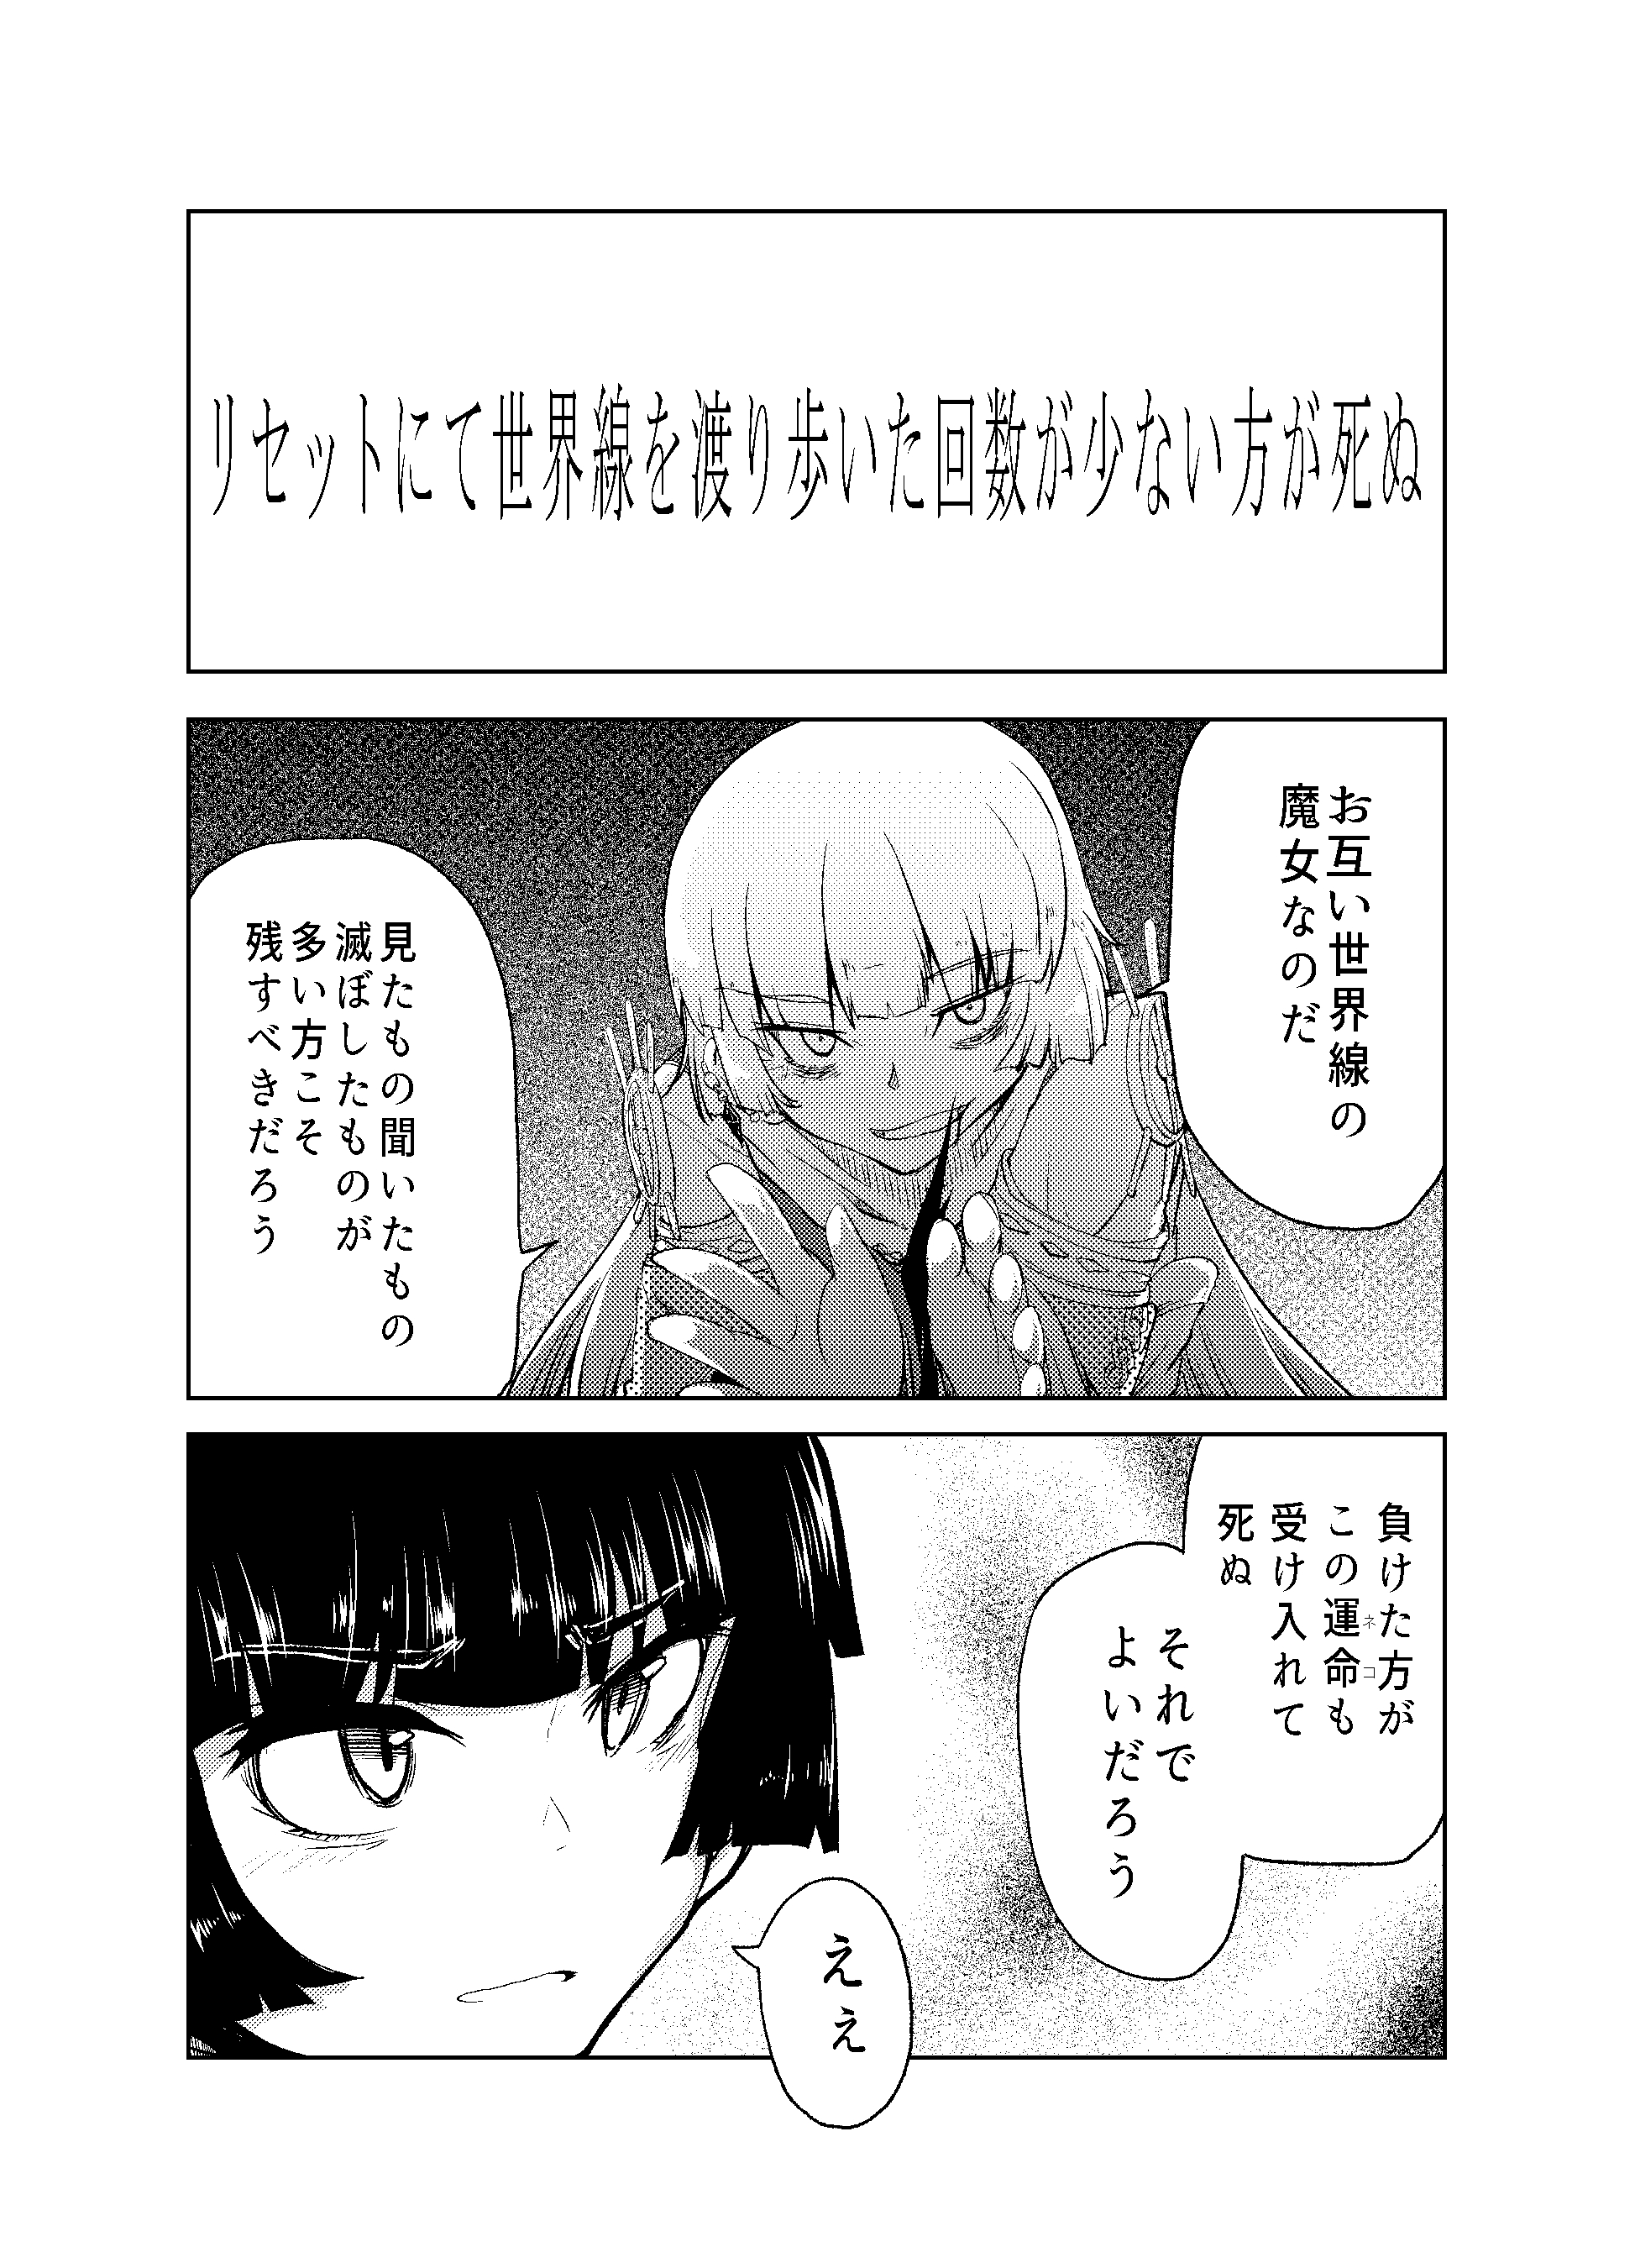 リセットにて世界線を渡り歩いた回数が少ない方が死ぬ
お互い世界線の
魔女なのだ
見たもの聞いたもの
滅ぼしたものが
多い方こそ
残すべきだろう
負けた方が
この運命も
ネコ
受け入れて
死ぬ
それで
よいだろう
ええ